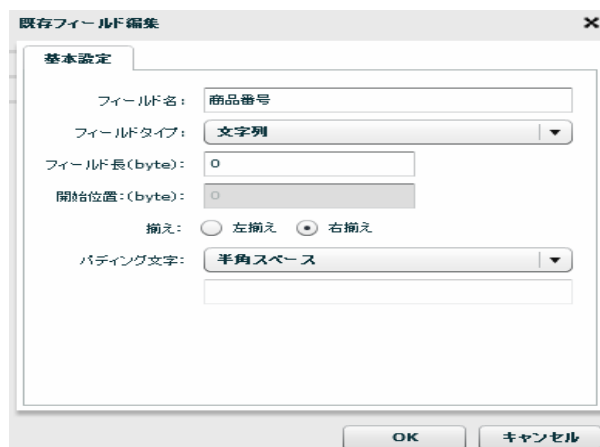 既存フィールド編集
基本設定
フィールド名: 商品番号
フィールドタイプ: 文字列
フィールド長(byte): 0
開始位置:(byte): 0
揃え: 左揃え 右揃え
パディング文字: 半角スペース
OK キャンセル